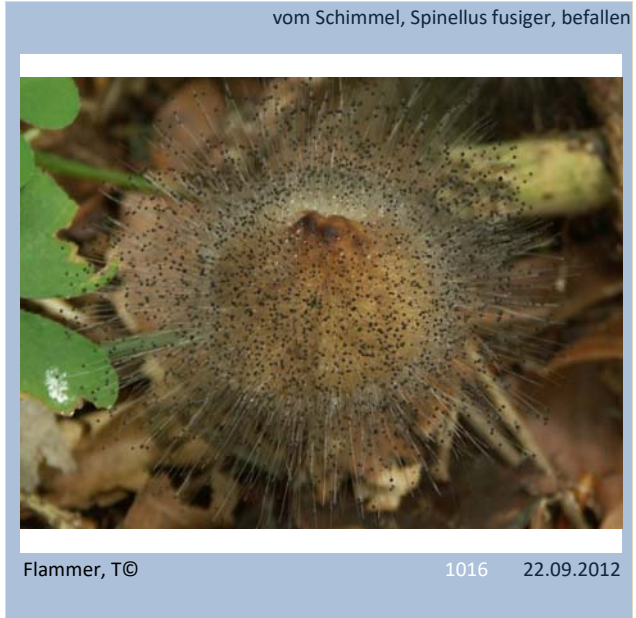 vom Schimmel, Spinellus fusiger, befallen
Flammer, T© 1016 22.09.2012